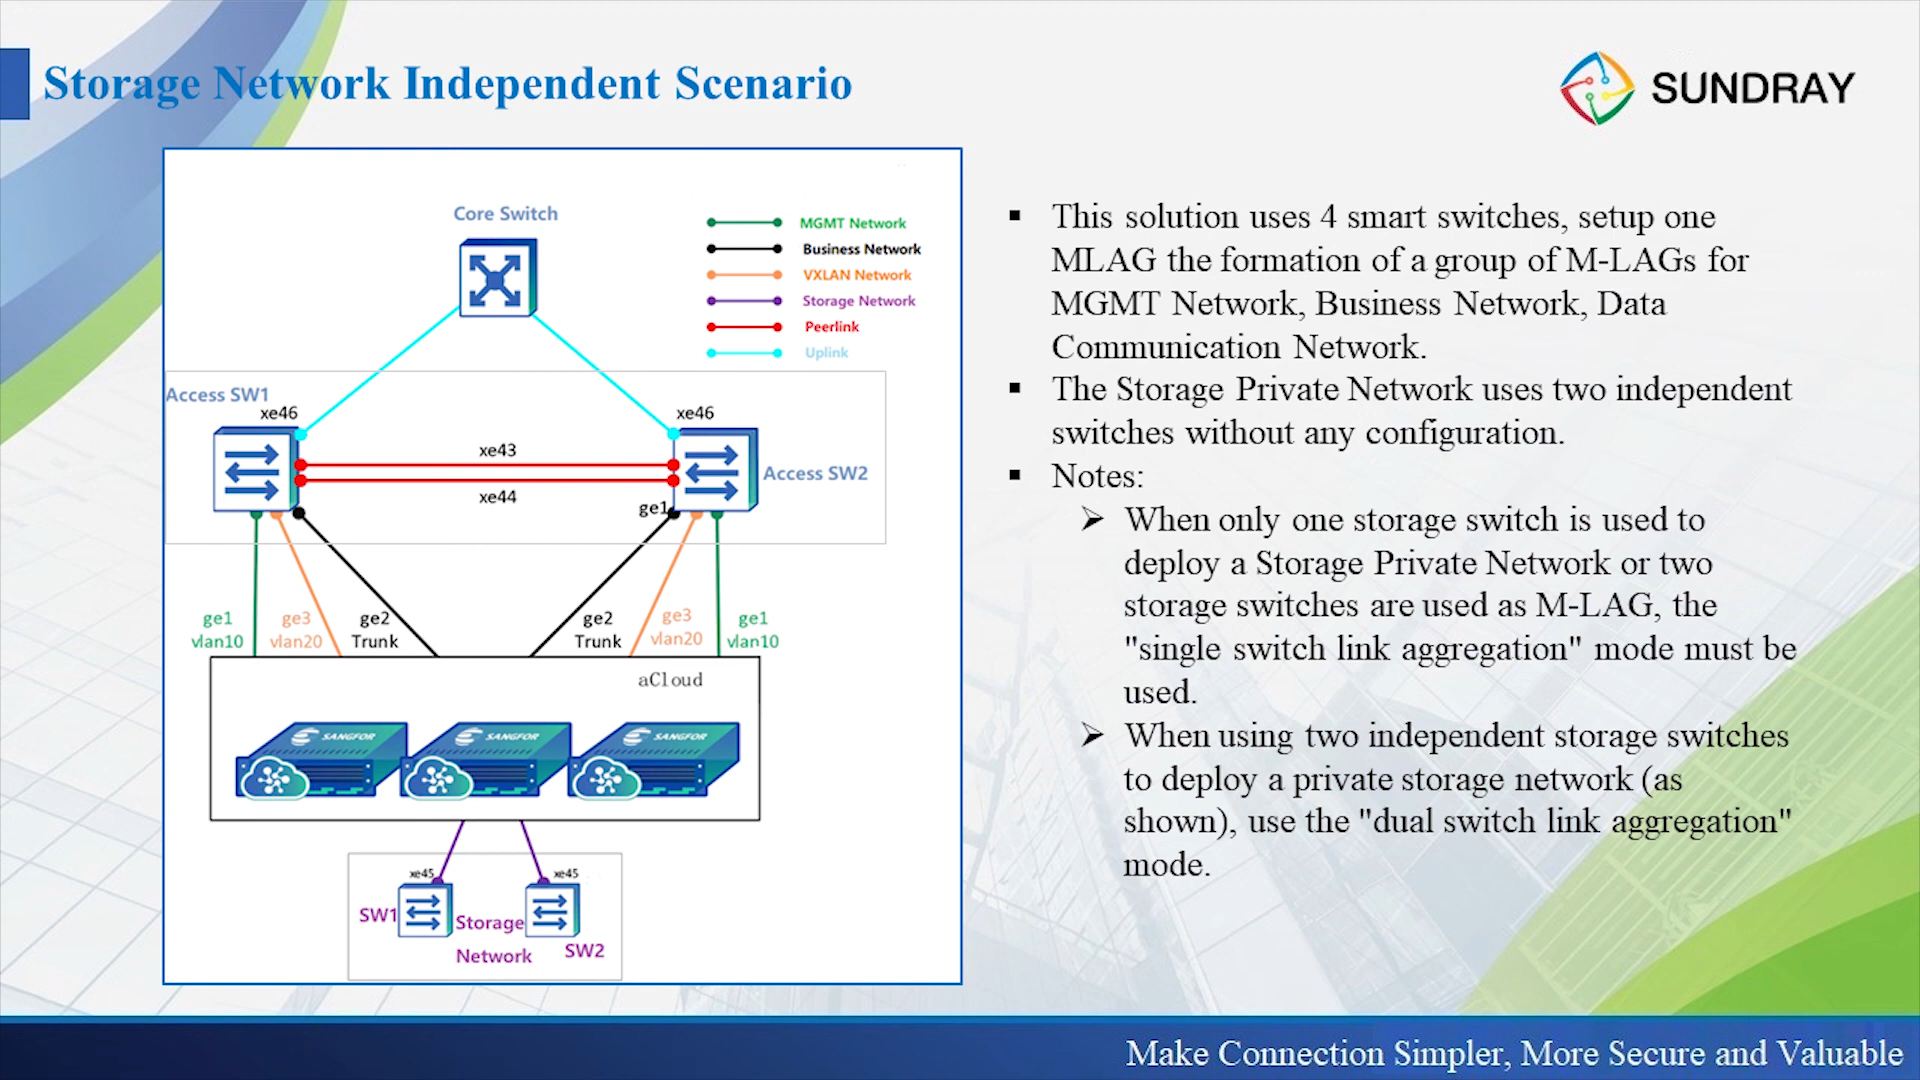 Storage Network Independent Scenario
SUNDRAY
Core Switch
MGMT Network
Business Network
VXLAN Network
Storage Network
Peerlink
Uplink
Access SW1
xe46
xe46
xe43
Access SW2
xe44
ge1
ge1
vlan10
ge3
vlan20
ge2
Trunk
ge2
Trunk
ge3
vlan20
ge1
vlan10
aCloud
SANGFOR
SANGFOR
SANGFOR
xe45
xe45
SW1
Storage
Network
SW2
This solution uses 4 smart switches, setup one
MLAG the formation of a group of M-LAGs for
MGMT Network, Business Network, Data
Communication Network.
The Storage Private Network uses two independent
switches without any configuration.
Notes:
When only one storage switch is used to
deploy a Storage Private Network or two
storage switches are used as M-LAG, the
"single switch link aggregation" mode must be
used.
When using two independent storage switches
to deploy a private storage network (as
shown), use the "dual switch link aggregation"
mode.
Make Connection Simpler, More Secure and Valuable